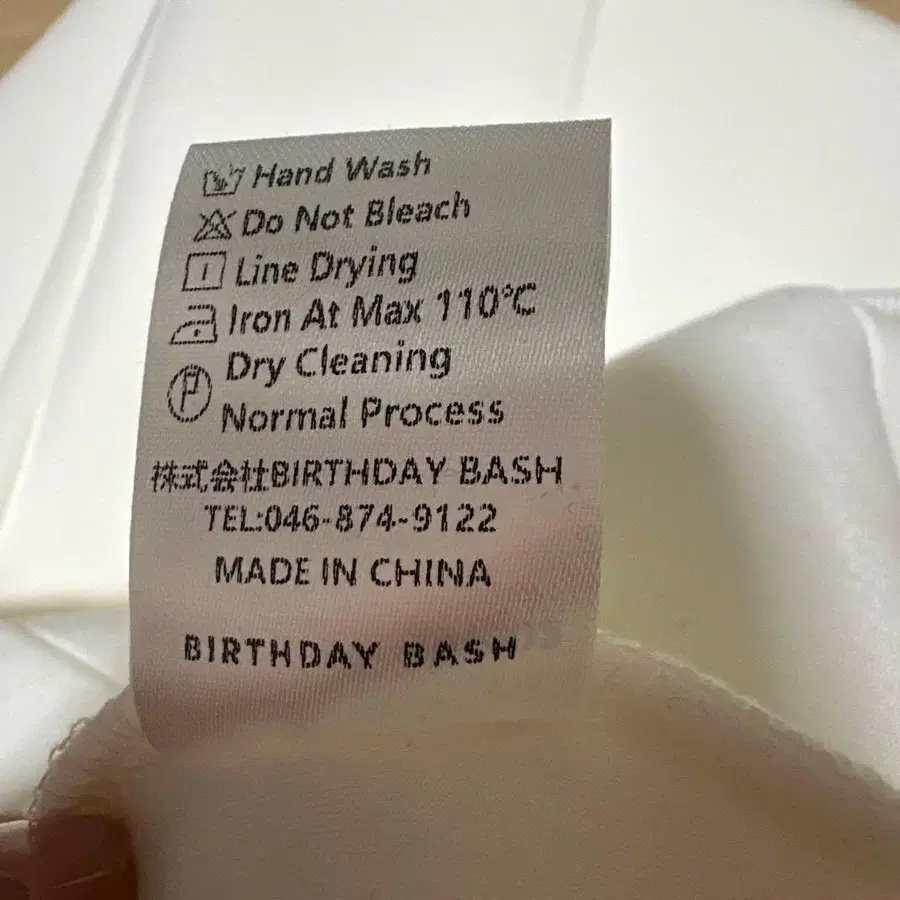 Hand Wash
Do Not Bleach
Line Drying
Iron At Max 110℃
Dry Cleaning
Normal Process
株式会社BIRTHDAY BASH
TEL:046-874-9122
MADE IN CHINA
BIRTHDAY BASH